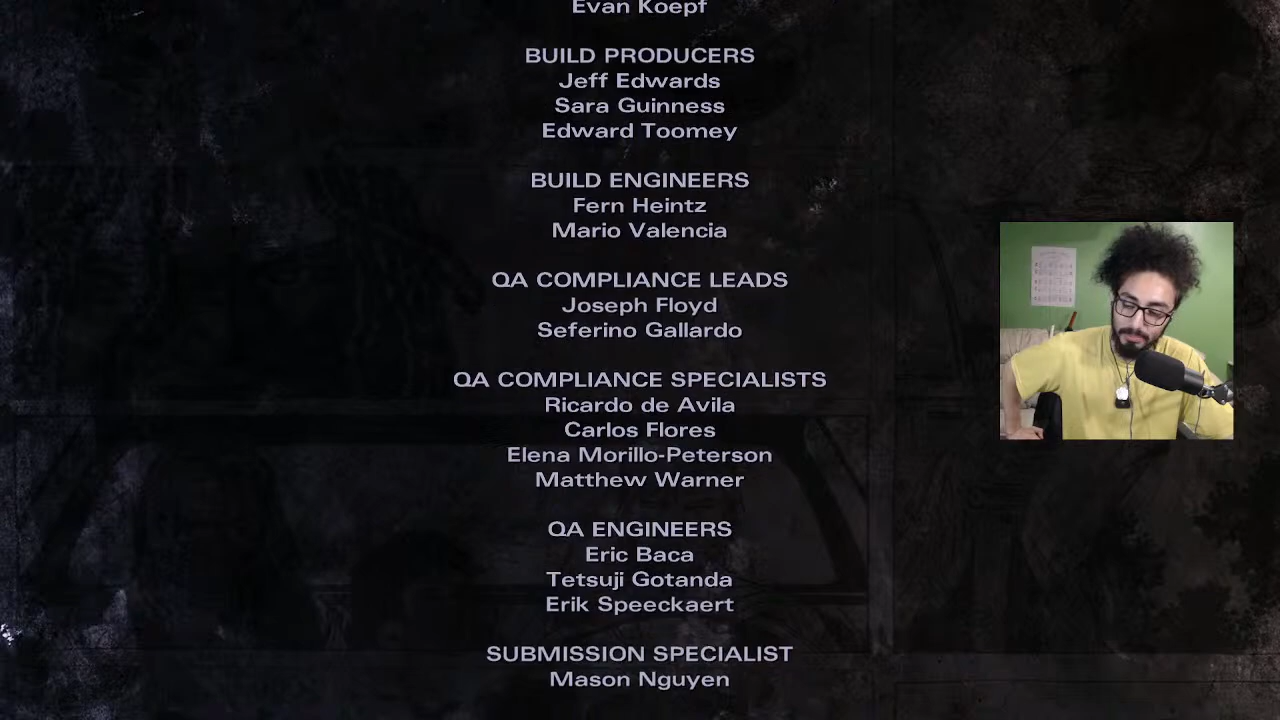 Evan Koepf
BUILD PRODUCERS
Jeff Edwards
Sara Guinness
Edward Toomey
BUILD ENGINEERS
Fern Heintz
Mario Valencia
QA COMPLIANCE LEADS
Joseph Floyd
Seferino Gallardo
QA COMPLIANCE SPECIALISTS
Ricardo de Avila
Carlos Flores
Elena Morillo-Peterson
Matthew Warner
QA ENGINEERS
Eric Baca
Tetsuji Gotanda
Erik Speeckaert
SUBMISSION SPECIALIST
Mason Nguyen